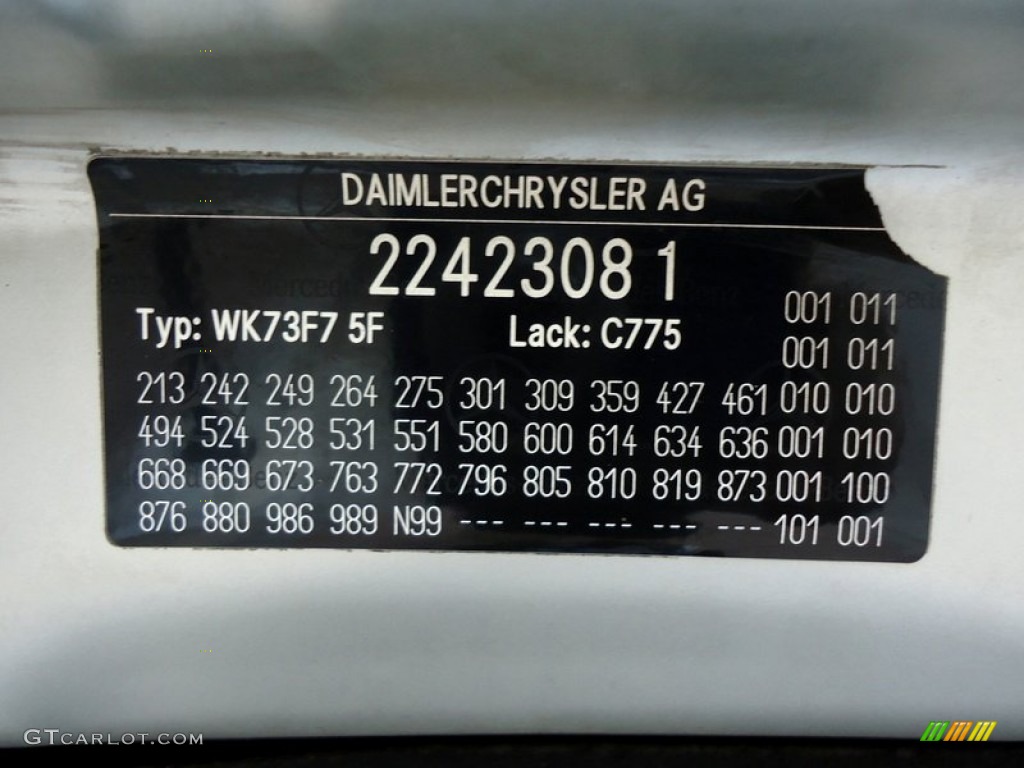 DAIMLERCHRYSLER AG
2242308 1
001 011
Typ: WK73F7 5F Lack: C775
001 011
213 242 249 264 275 301 309 359 427 461 010 010
494 524 528 531 551 580 600 614 634 636 001 010
668 669 673 763 772 796 805 810 819 873 001 100
876 880 986 989 N99 --- --- --- --- --- 101 001
GTCARLOT.COM